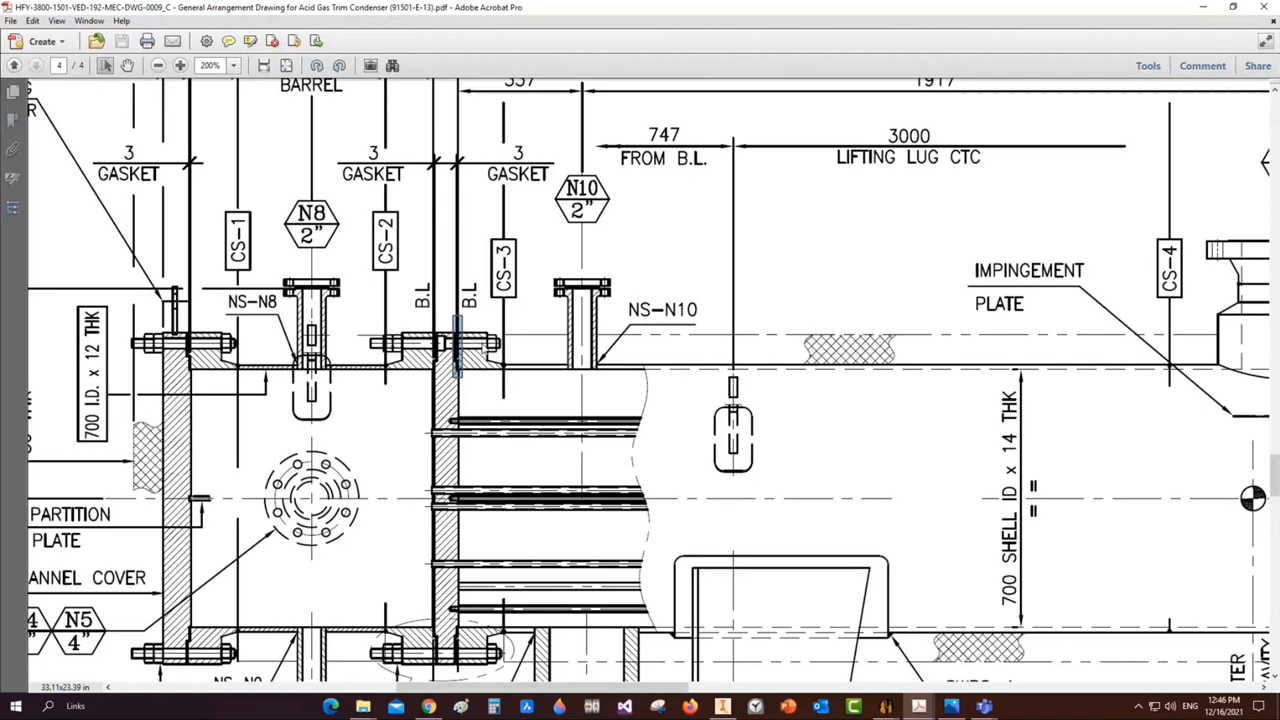 HFY-3800-1501-VED-192-MEC-DWG-0009_C - General Arrangement Drawing for Acid Gas Trim Condenser (91501-E-13).pdf - Adobe Acrobat Pro
File Edit View Window Help
Create
4 / 4
200%
Tools Comment Share
BARREL
337
1917
3
GASKET
3
GASKET
3
GASKET
747
FROM B.L.
3000
LIFTING LUG CTC
N10
2"
N8
2"
CS-1
CS-2
CS-3
CS-4
IMPINGEMENT
PLATE
B.L
B.L
NS-N8
NS-N10
700 I.D. x 12 THK
700 SHELL ID x 14 THK
PARTITION
PLATE
ANNEL COVER
N5
4"
33.11x23.39 in
Links
ENG
12:46 PM
12/16/2021